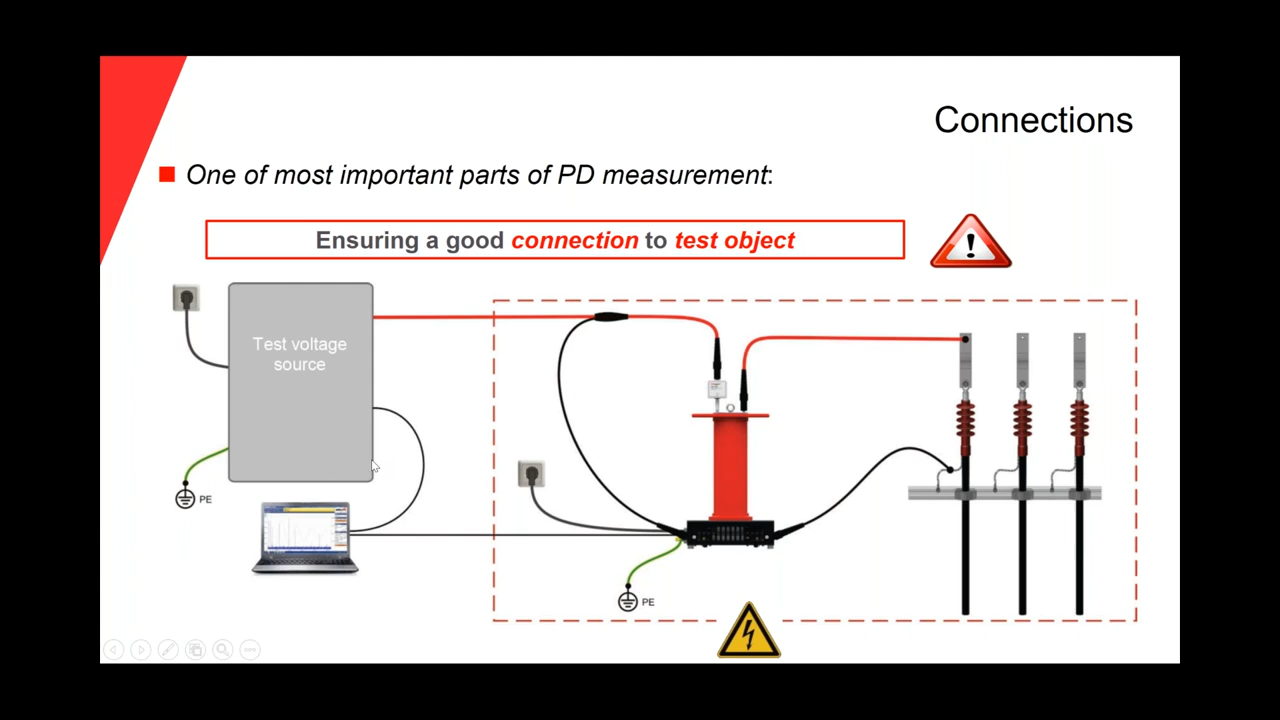 Connections
One of most important parts of PD measurement:
Ensuring a good connection to test object
Test voltage
source
PE
PE